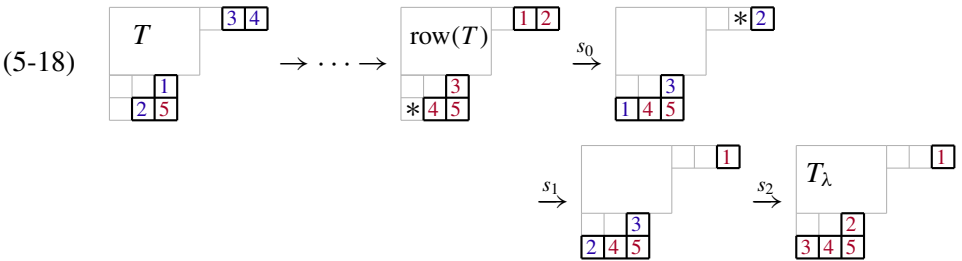 3 4 1 2 * 2
T row(T) s₀
(5-18) → ··· → →
1 3 3
2 5 * 4 5 1 4 5
1 1
s₁ s₂ T_λ
→ →
3 2
2 4 5 3 4 5